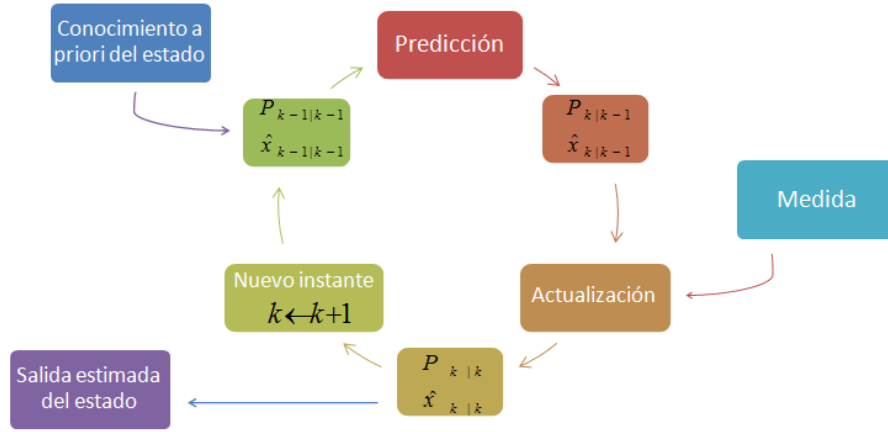 Conocimiento a
priori del estado
Predicción
P k-1|k-1
x̂ k-1|k-1
P k|k-1
x̂ k|k-1
Medida
Nuevo instante
k←k+1
Actualización
P k|k
x̂ k|k
Salida estimada
del estado